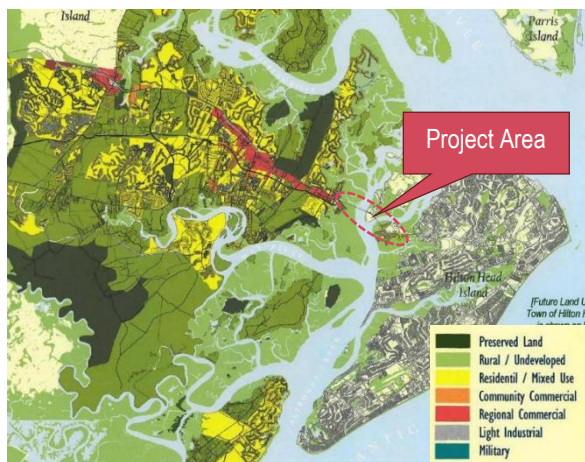 Island
Parris
Island
Project Area
Hilton Head
Island
[Future Land U
Town of Hilton H
Preserved Land
Rural / Undeveloped
Residentil / Mixed Use
Community Commercial
Regional Commercial
Light Industrial
Military
ANTIC